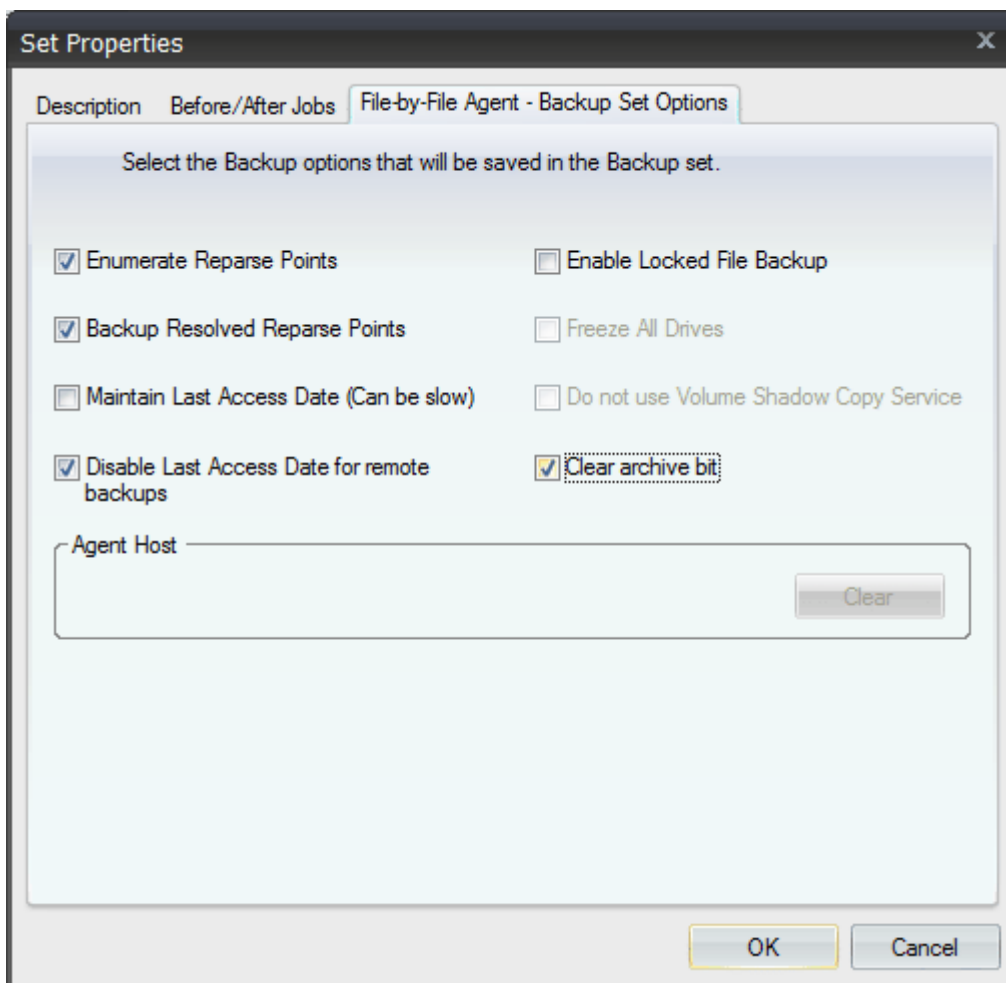 Set Properties
x
Description
Before/After Jobs
File-by-File Agent - Backup Set Options
Select the Backup options that will be saved in the Backup set.
Enumerate Reparse Points
Enable Locked File Backup
Backup Resolved Reparse Points
Freeze All Drives
Maintain Last Access Date (Can be slow)
Do not use Volume Shadow Copy Service
Disable Last Access Date for remote
backups
Clear archive bit
Agent Host
Clear
OK
Cancel